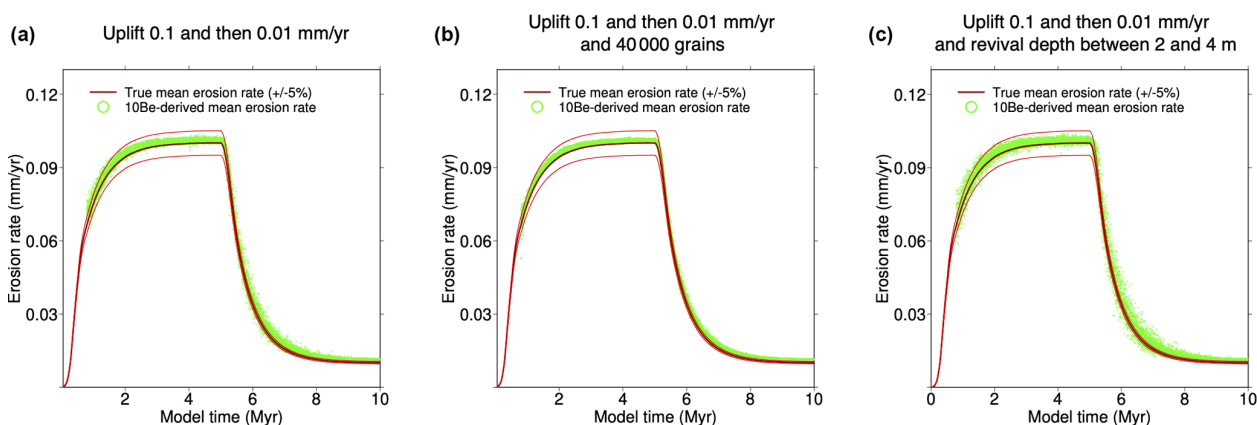 (a)
Uplift 0.1 and then 0.01 mm/yr
0.12
0.09
0.06
0.03
Erosion rate (mm/yr)
True mean erosion rate (+/-5%)
10Be-derived mean erosion rate
2
4
6
8
10
Model time (Myr)
(b)
Uplift 0.1 and then 0.01 mm/yr
and 40 000 grains
0.12
0.09
0.06
0.03
Erosion rate (mm/yr)
True mean erosion rate (+/-5%)
10Be-derived mean erosion rate
2
4
6
8
10
Model time (Myr)
(c)
Uplift 0.1 and then 0.01 mm/yr
and revival depth between 2 and 4 m
0.12
0.09
0.06
0.03
Erosion rate (mm/yr)
True mean erosion rate (+/-5%)
10Be-derived mean erosion rate
0
2
4
6
8
10
Model time (Myr)